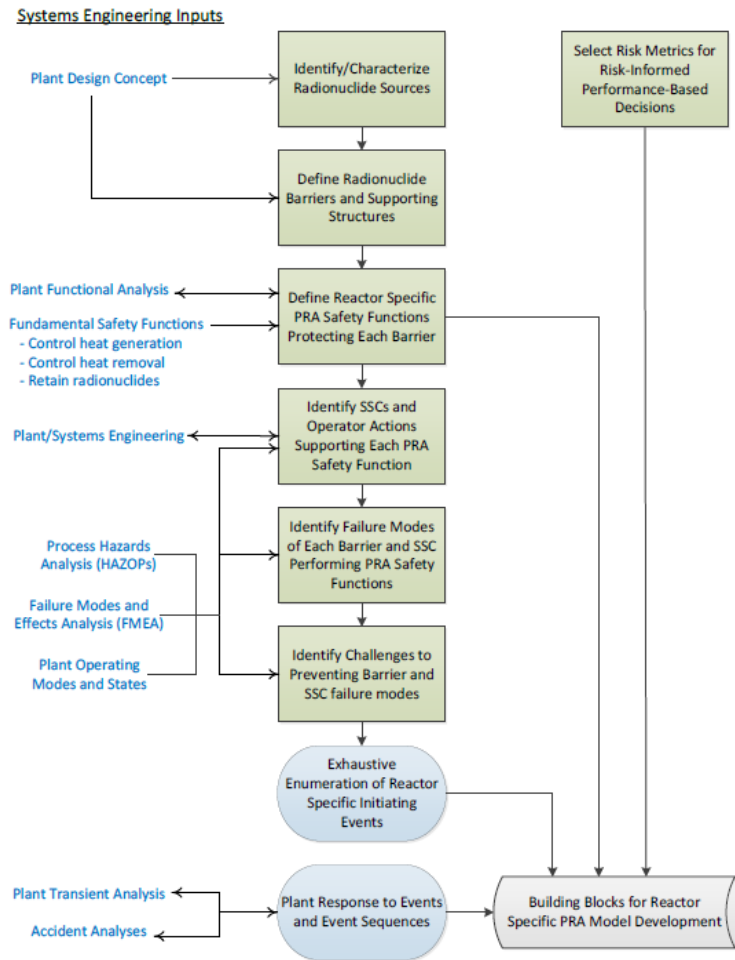 Systems Engineering Inputs
Plant Design Concept
Identify/Characterize
Radionuclide Sources
Select Risk Metrics for
Risk-Informed
Performance-Based
Decisions
Define Radionuclide
Barriers and Supporting
Structures
Plant Functional Analysis
Fundamental Safety Functions
- Control heat generation
- Control heat removal
- Retain radionuclides
Define Reactor Specific
PRA Safety Functions
Protecting Each Barrier
Plant/Systems Engineering
Identify SSCs and
Operator Actions
Supporting Each PRA
Safety Function
Process Hazards
Analysis (HAZOPs)
Failure Modes and
Effects Analysis (FMEA)
Plant Operating
Modes and States
Identify Failure Modes
of Each Barrier and SSC
Performing PRA Safety
Functions
Identify Challenges to
Preventing Barrier and
SSC failure modes
Exhaustive
Enumeration of Reactor
Specific Initiating
Events
Plant Transient Analysis
Accident Analyses
Plant Response to Events
and Event Sequences
Building Blocks for Reactor
Specific PRA Model Development